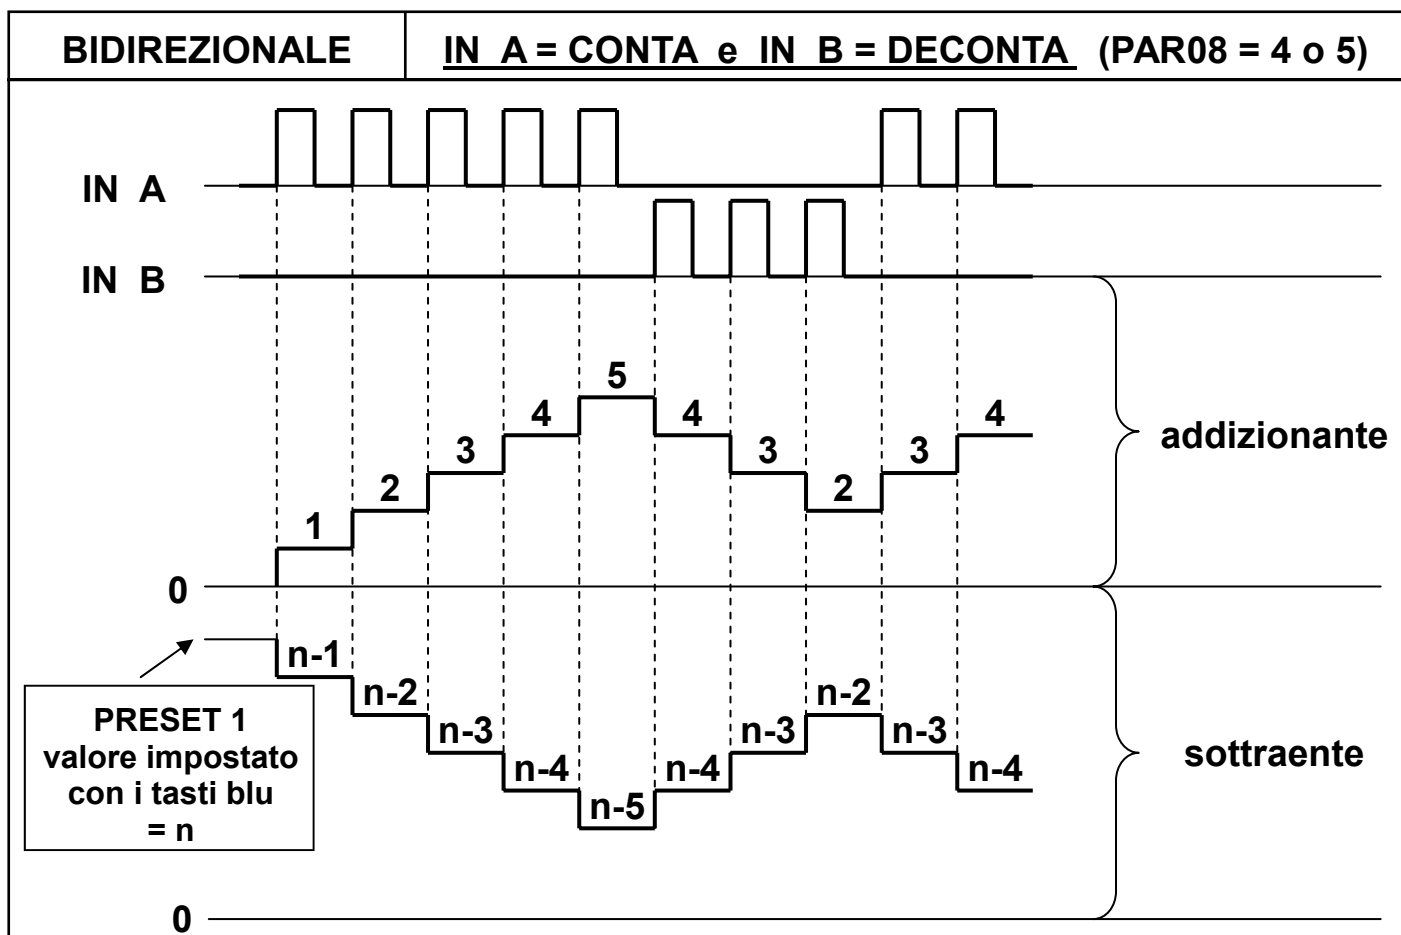 BIDIREZIONALE
IN A = CONTA e IN B = DECONTA (PAR08 = 4 o 5)
IN A
IN B
5
4
4
4
3
3
3
2
2
1
addizionante
0
n-1
n-2
n-2
n-3
n-3
n-3
n-4
n-4
n-4
n-5
sottraente
PRESET 1
valore impostato
con i tasti blu
= n
0